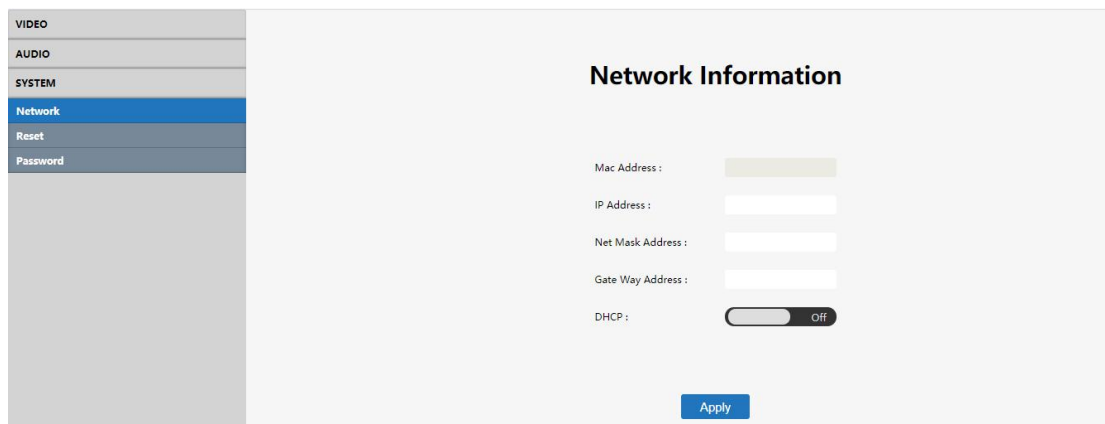 VIDEO
AUDIO
SYSTEM
Network
Reset
Password
Network Information
Mac Address :
IP Address :
Net Mask Address :
Gate Way Address :
DHCP :
Off
Apply